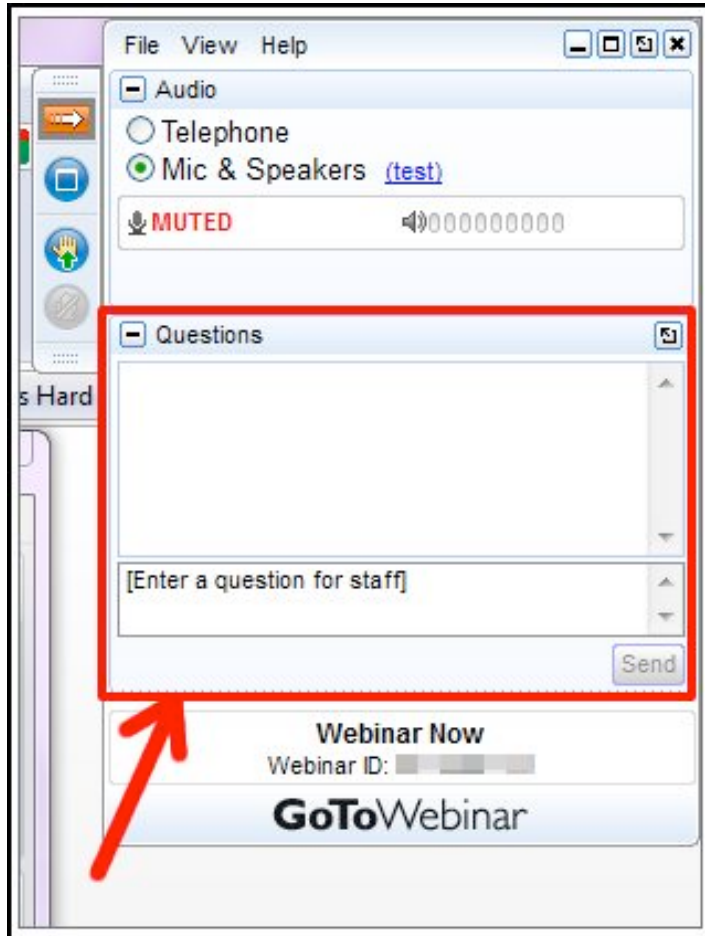 File View Help
Audio
Telephone
Mic & Speakers (test)
MUTED 000000000
Questions
s Hard
[Enter a question for staff]
Send
Webinar Now
Webinar ID:
GoToWebinar